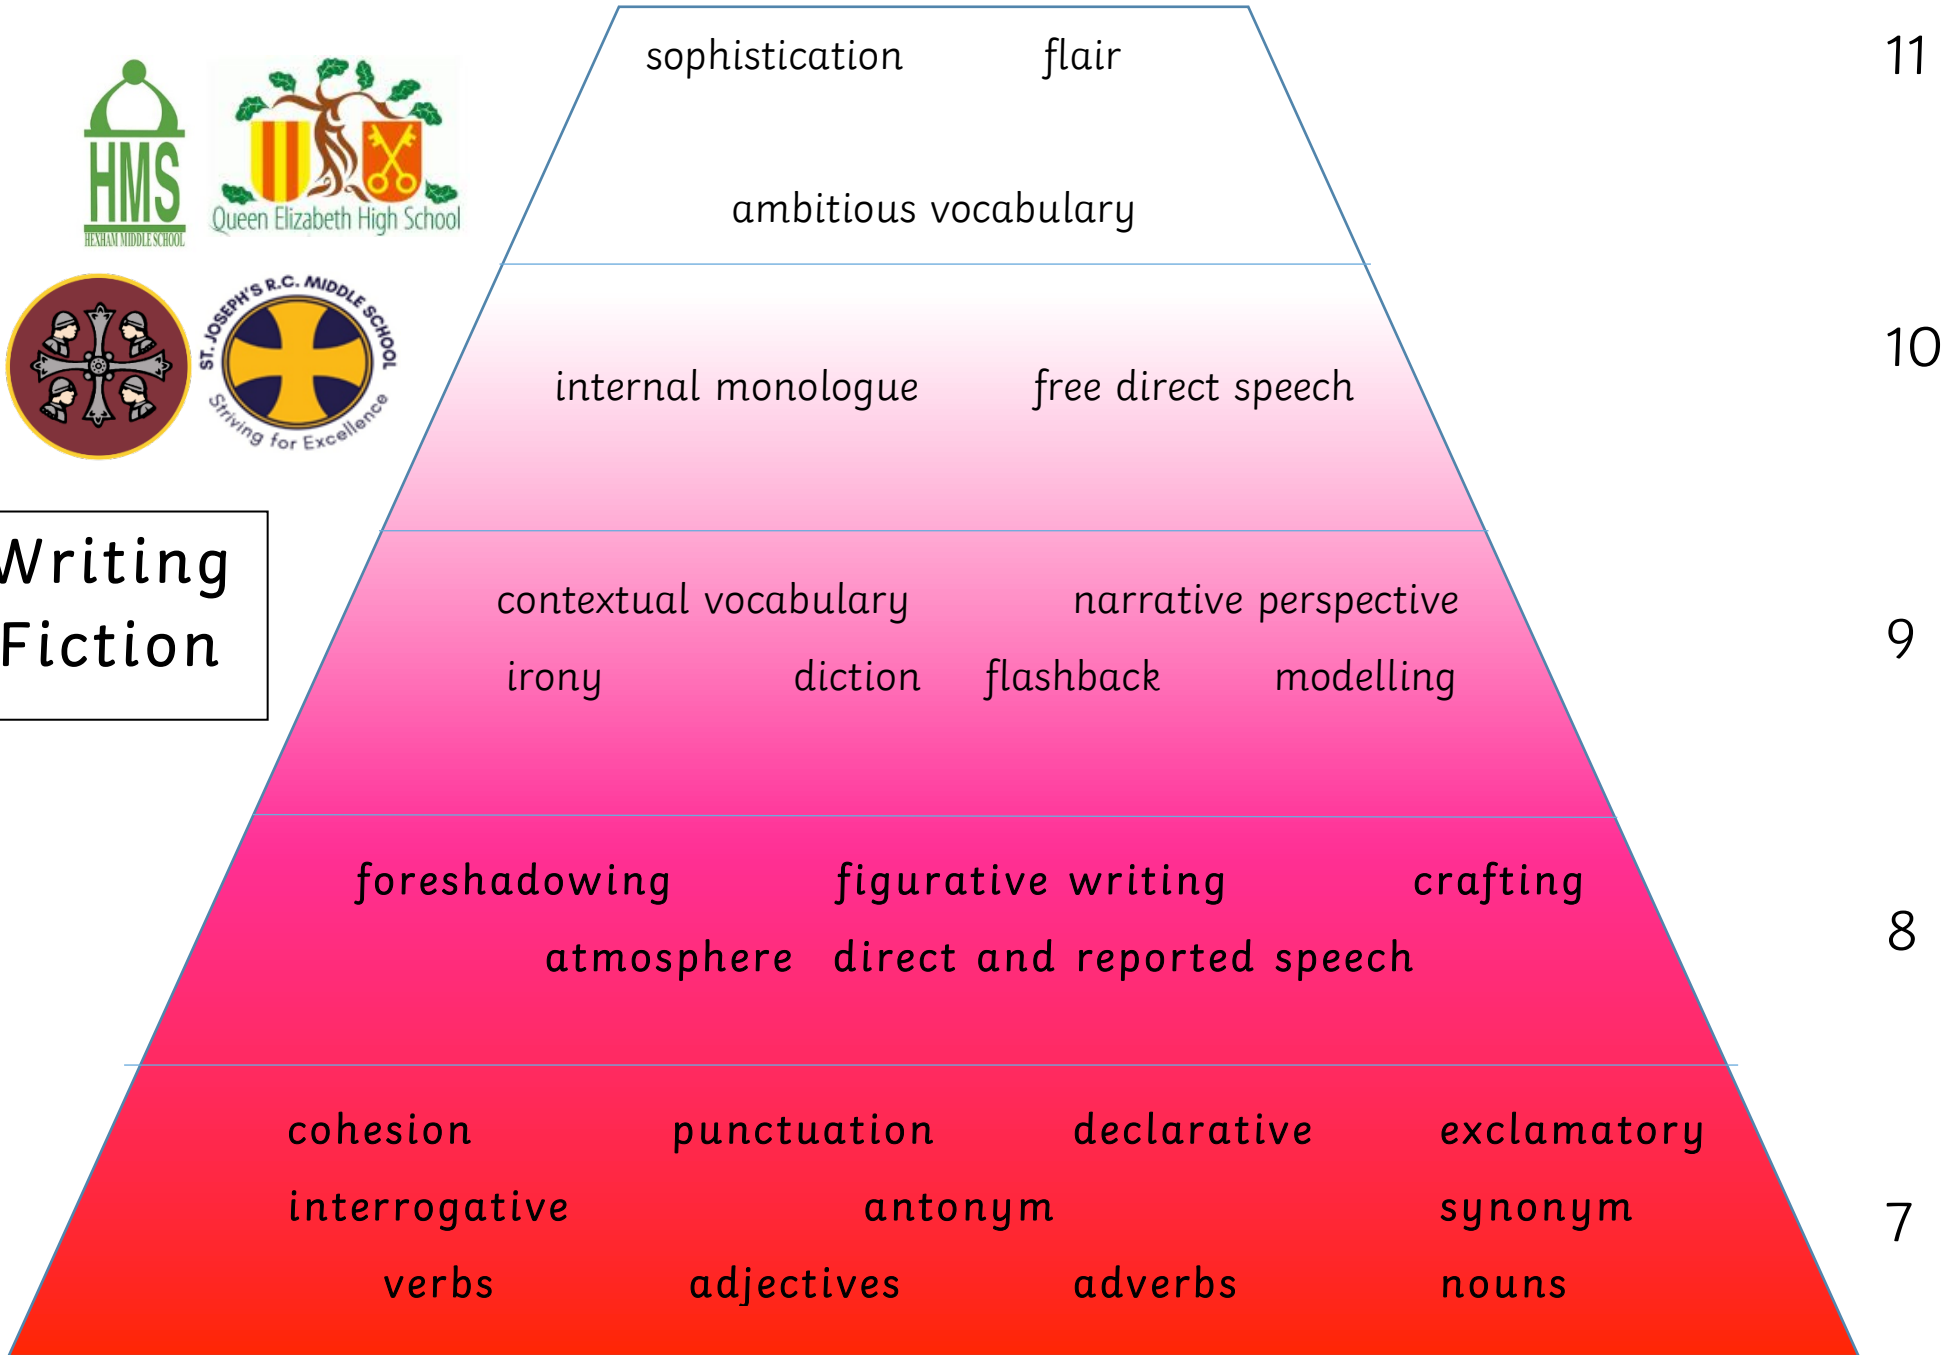 sophistication flair 11
ambitious vocabulary
HMS
HEXHAM MIDDLE SCHOOL
Queen Elizabeth High School
ST. JOSEPH'S R.C. MIDDLE SCHOOL
Striving for Excellence
internal monologue free direct speech 10
Writing
Fiction
contextual vocabulary narrative perspective 9
irony diction flashback modelling
foreshadowing figurative writing crafting
atmosphere direct and reported speech 8
cohesion punctuation declarative exclamatory
interrogative antonym synonym 7
verbs adjectives adverbs nouns